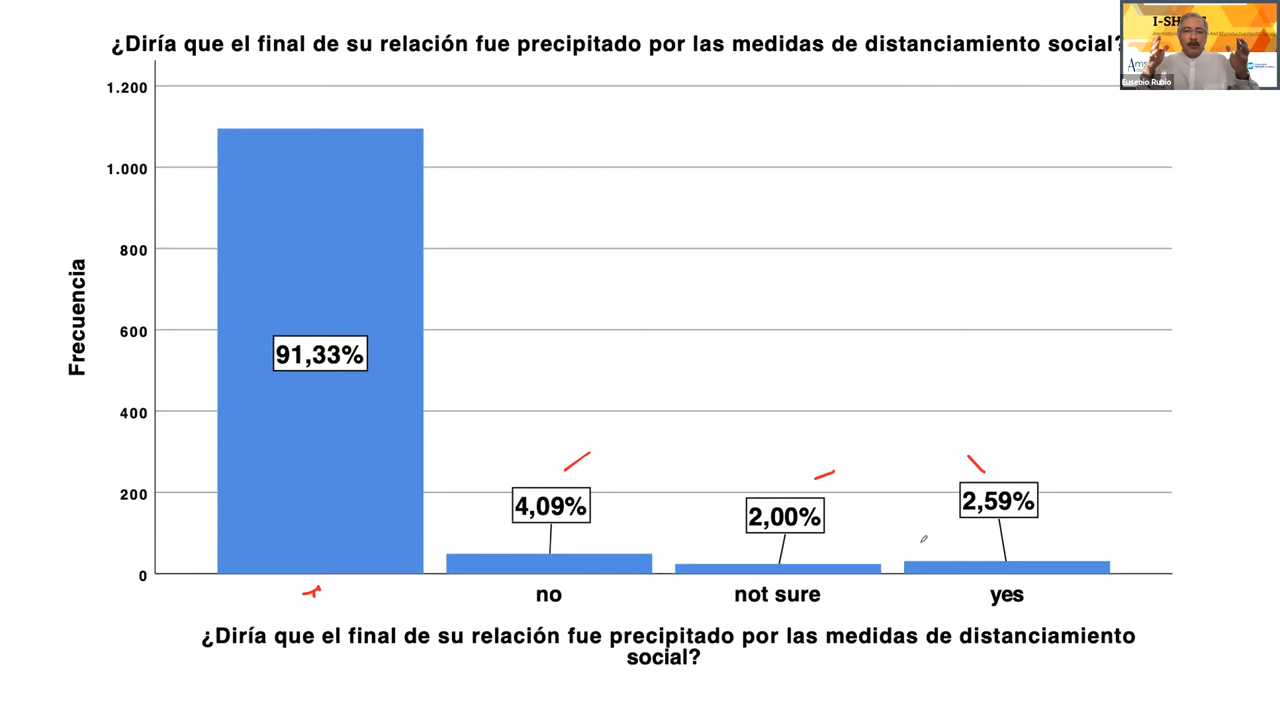 ¿Diría que el final de su relación fue precipitado por las medidas de distanciamiento social?
I-SH
Eusebio Rubio
1.200
1.000
800
600
400
200
0
Frecuencia
91,33%
4,09%
2,00%
2,59%
no
not sure
yes
¿Diría que el final de su relación fue precipitado por las medidas de distanciamiento
social?